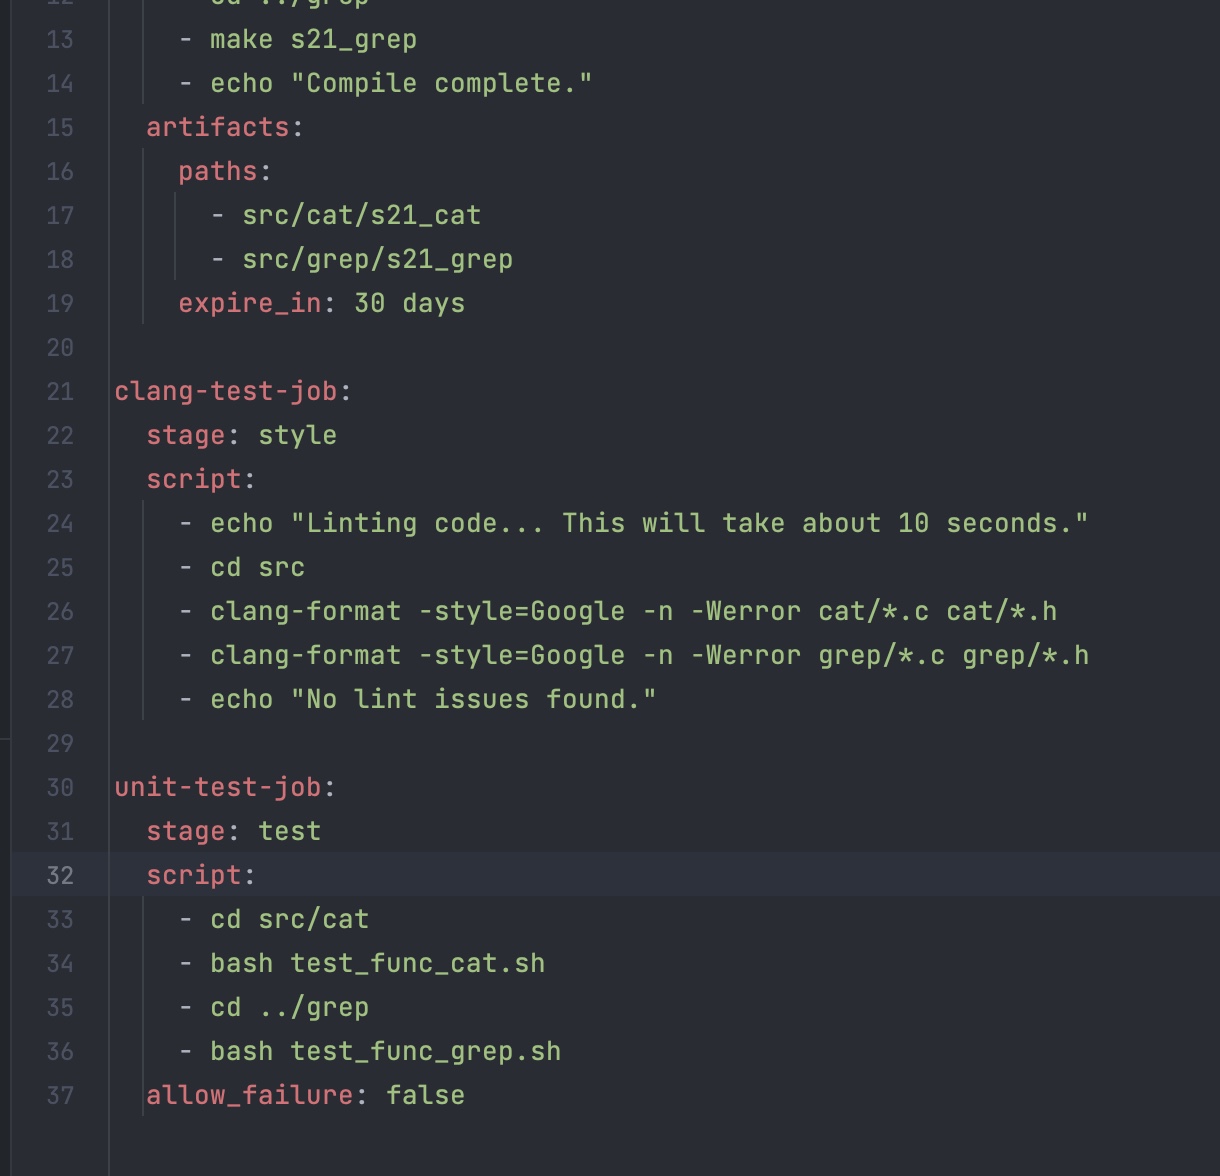 13 - make s21_grep
14 - echo "Compile complete."
15 artifacts:
16 paths:
17 - src/cat/s21_cat
18 - src/grep/s21_grep
19 expire_in: 30 days
20
21 clang-test-job:
22 stage: style
23 script:
24 - echo "Linting code... This will take about 10 seconds."
25 - cd src
26 - clang-format -style=Google -n -Werror cat/*.c cat/*.h
27 - clang-format -style=Google -n -Werror grep/*.c grep/*.h
28 - echo "No lint issues found."
29
30 unit-test-job:
31 stage: test
32 script:
33 - cd src/cat
34 - bash test_func_cat.sh
35 - cd ../grep
36 - bash test_func_grep.sh
37 allow_failure: false